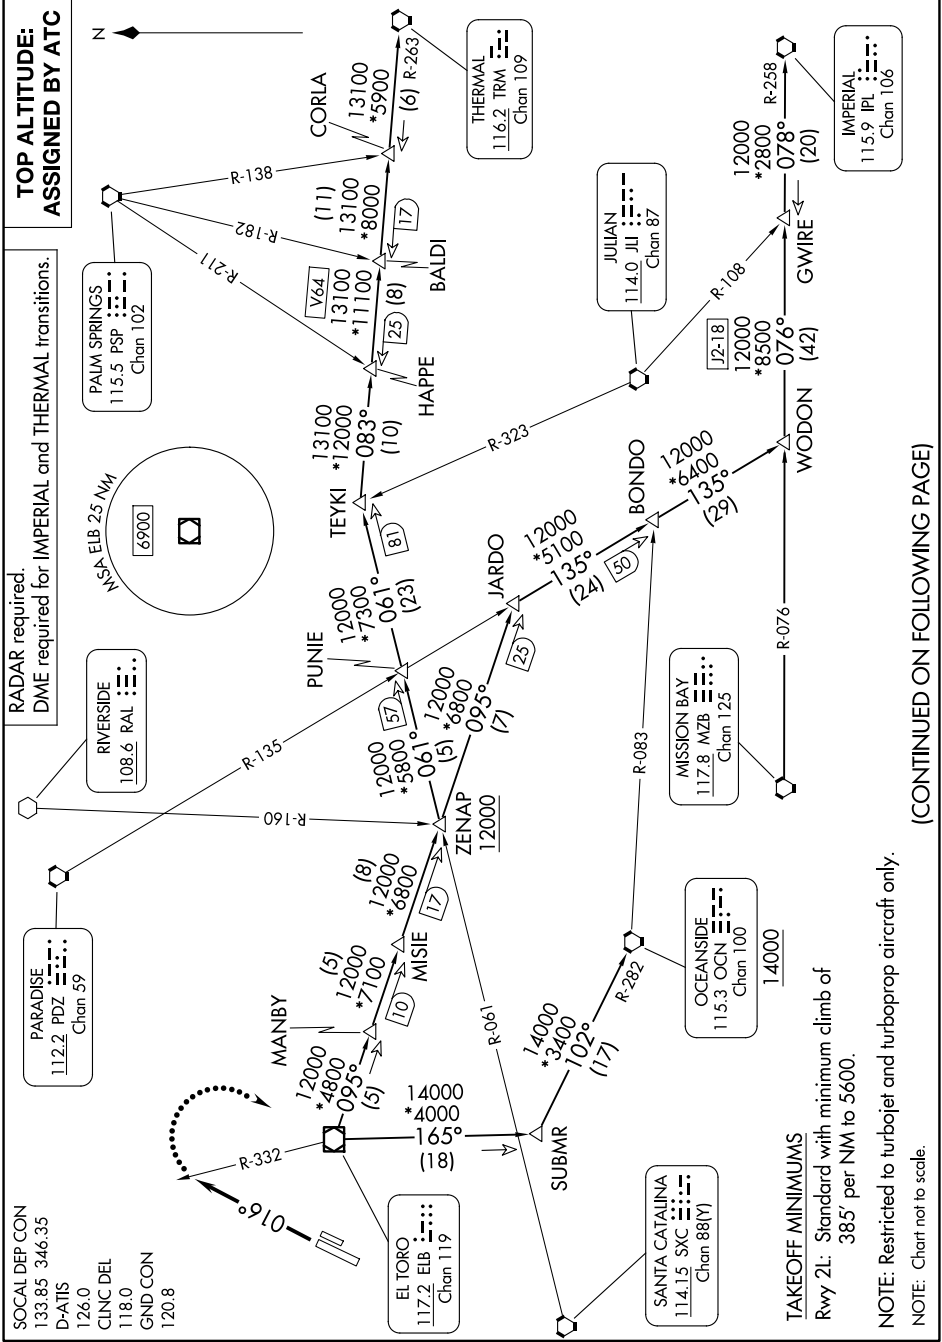 SOCAL DEP CON
133.85 346.35
D-ATIS
126.0
CLNC DEL
118.0
GND CON
120.8
RADAR required.
DME required for IMPERIAL and THERMAL transitions.
TOP ALTITUDE:
ASSIGNED BY ATC
N
PARADISE
112.2 PDZ
Chan 59
RIVERSIDE
108.6 RAL
MSA ELB 25 NM
6900
PALM SPRINGS
115.5 PSP
Chan 102
THERMAL
116.2 TRM
Chan 109
EL TORO
117.2 ELB
Chan 119
SANTA CATALINA
114.15 SXC
Chan 88(Y)
OCEANSIDE
115.3 OCN
Chan 100
14000
MISSION BAY
117.8 MZB
Chan 125
JULIAN
114.0 JLI
Chan 87
IMPERIAL
115.9 IPL
Chan 106
016°
R-332
12000
*4800
095°
(5)
MANBY
10
(5)
12000
*7100
MISIE
17
(8)
12000
*6800
ZENAP
12000
R-160
R-061
R-135
12000
*5800
061°
(5)
57
PUNIE
12000
*7300
061°
(23)
81
TEYKI
13100
*12000
083°
(10)
HAPPE
V64
13100
*11100
(8)
25
BALDI
(11)
13100
*8000
17
CORLA
13100
*5900
(6)
R-263
R-211
R-182
R-138
14000
*4000
165°
(18)
SUBMR
14000
*3400
102°
(17)
R-282
12000
*6800
095°
(7)
25
JARDO
12000
*5100
135°
(24)
50
BONDO
R-083
R-323
R-108
12000
*6400
135°
(29)
WODON
R-076
J2-18
12000
*8500
076°
(42)
GWIRE
12000
*2800
078°
(20)
R-258
TAKEOFF MINIMUMS
Rwy 2L: Standard with minimum climb of
385' per NM to 5600.
NOTE: Restricted to turbojet and turboprop aircraft only.
NOTE: Chart not to scale.
(CONTINUED ON FOLLOWING PAGE)